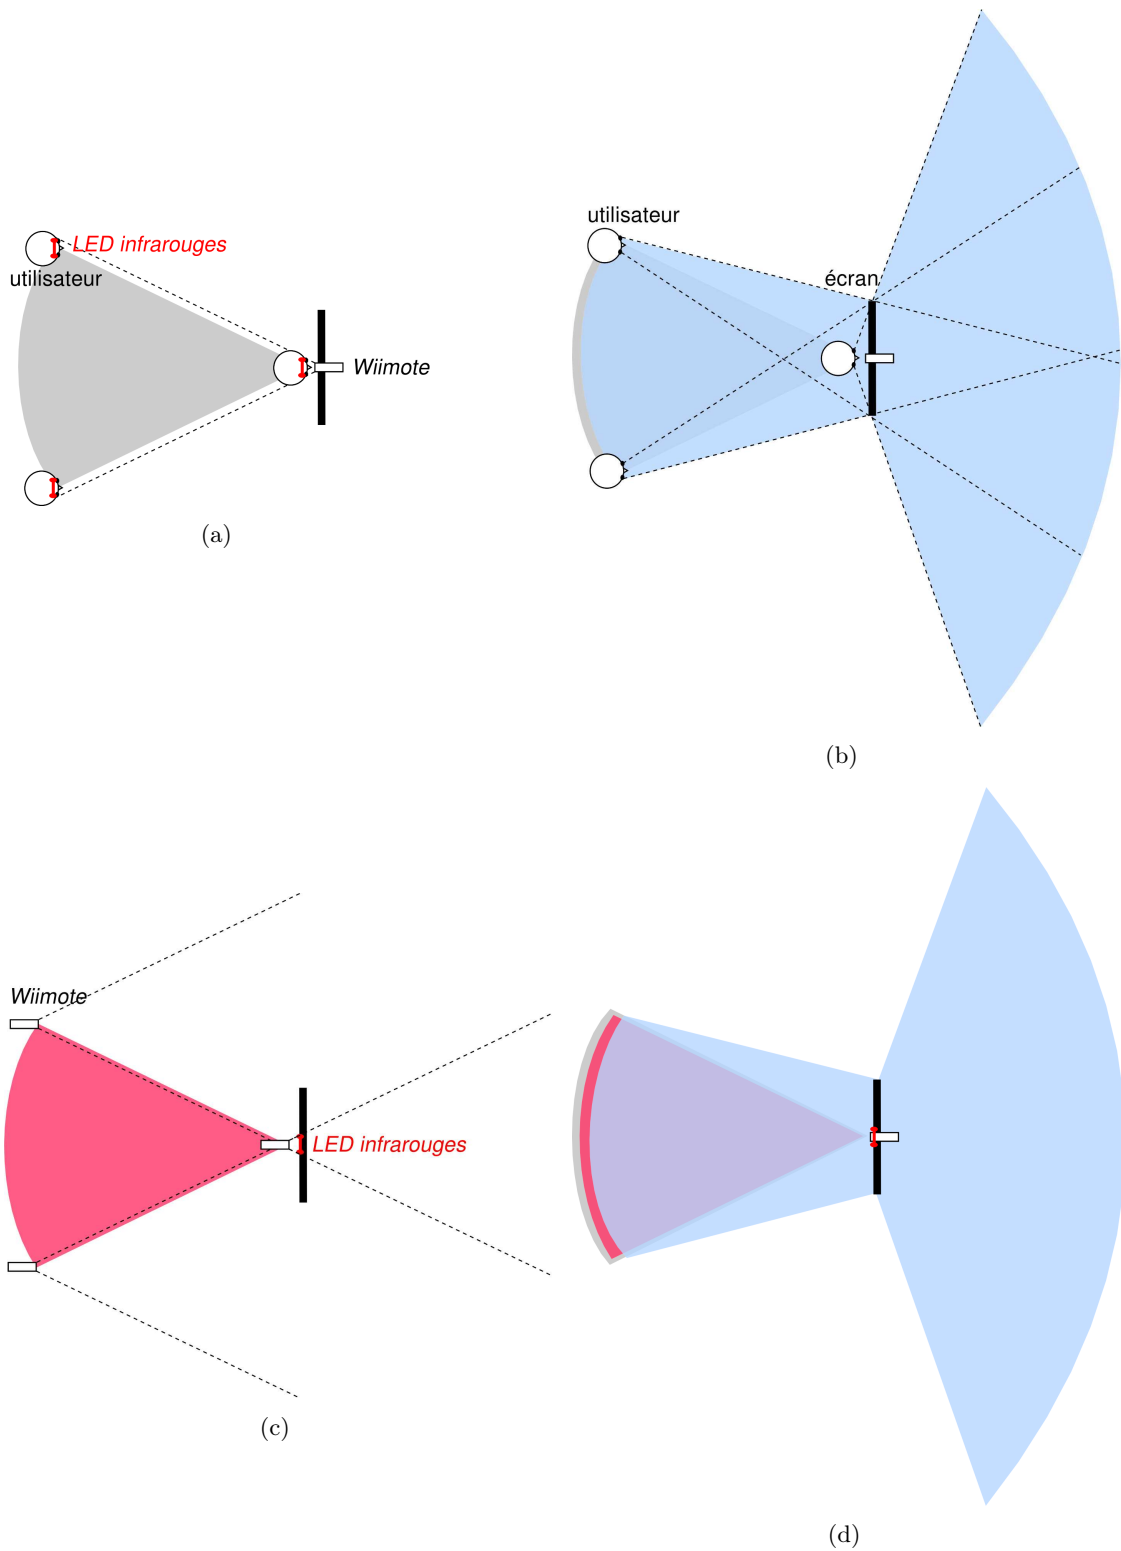 LED infrarouges
utilisateur
Wiimote
(a)
utilisateur
écran
(b)
Wiimote
LED infrarouges
(c)
(d)